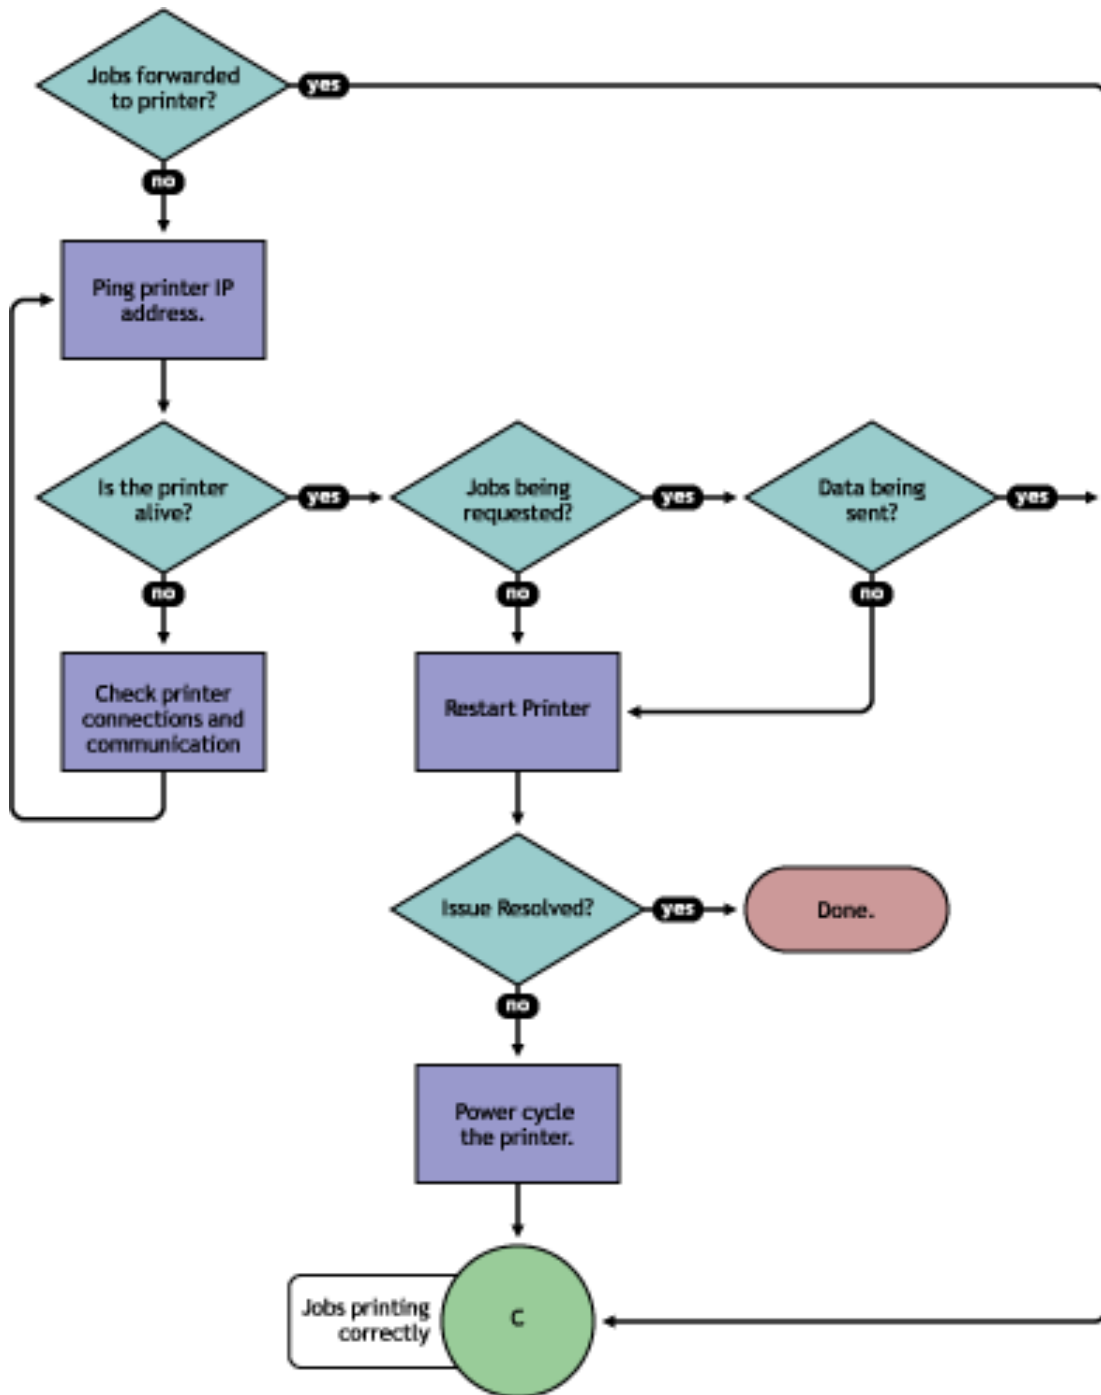 Jobs forwarded
to printer?
yes
no
Ping printer IP
address.
Is the printer
alive?
yes
Jobs being
requested?
yes
Data being
sent?
yes
no
no
no
Check printer
connections and
communication
Restart Printer
Issue Resolved?
yes
Done.
no
Power cycle
the printer.
Jobs printing
correctly
C